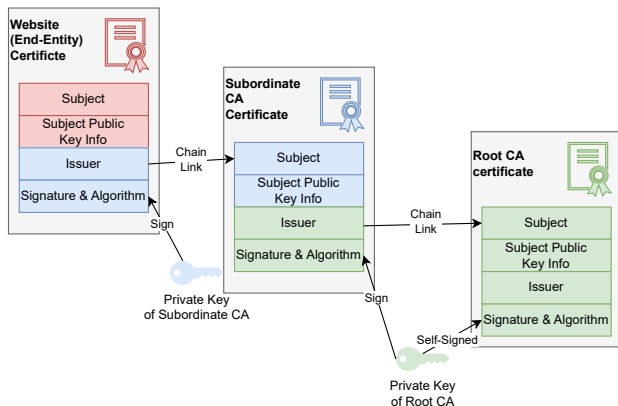 Website
(End-Entity)
Certificte
Subject
Subject Public
Key Info
Issuer
Signature & Algorithm
Chain
Link
Sign
Private Key
of Subordinate CA
Subordinate
CA
Certificate
Subject
Subject Public
Key Info
Issuer
Signature & Algorithm
Chain
Link
Sign
Private Key
of Root CA
Self-Signed
Root CA
certificate
Subject
Subject Public
Key Info
Issuer
Signature & Algorithm